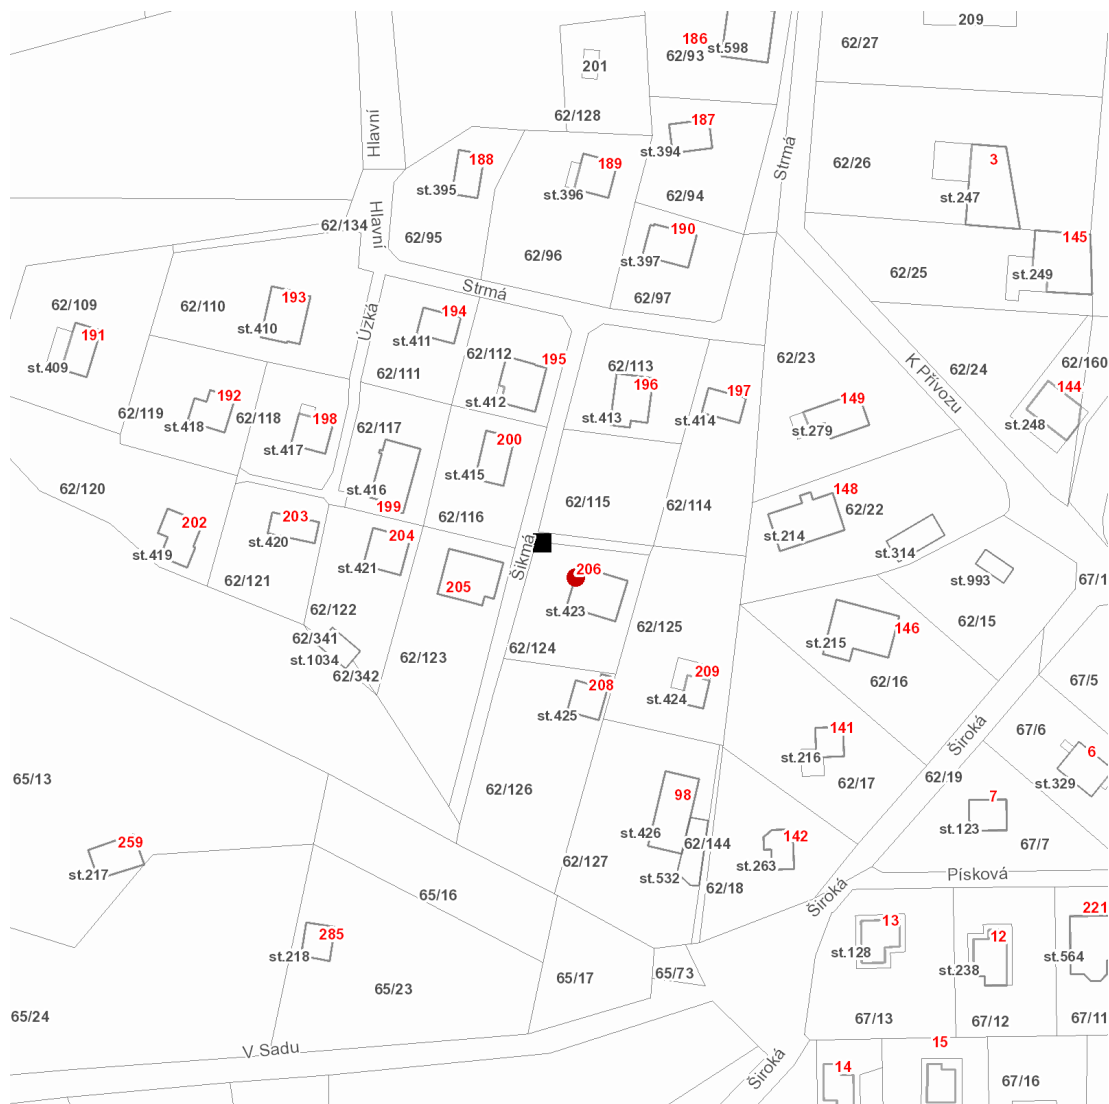 209
186
st.598
62/93
62/27
201
62/128
Hlavní
187
st.394
Strmá
188
189
3
62/26
st.395
st.396
62/94
st.247
Hlavní
62/134
190
145
62/95
62/96
st.397
62/25
st.249
Strmá
62/97
62/109
62/110
193
194
st.410
Úzká
st.411
191
62/112
195
62/113
62/23
62/160
st.409
62/111
K Přívozu
62/24
196
197
144
192
st.412
149
62/119
62/118
198
st.413
st.414
st.418
62/117
st.279
st.248
st.417
200
st.415
62/120
st.416
148
199
62/115
62/114
62/22
62/116
202
203
204
st.214
st.419
st.420
Šikmá
st.314
st.421
206
62/121
205
st.993
67/1
62/122
st.423
62/125
146
62/15
62/341
st.215
st.1034
62/123
62/124
62/342
209
208
62/16
67/5
st.424
st.425
141
Široká
67/6
st.216
6
65/13
62/126
62/17
62/19
st.329
98
7
st.426
st.123
259
142
62/144
67/7
st.217
62/127
st.263
st.532
62/18
Písková
65/16
Široká
221
285
13
12
st.218
st.128
st.564
st.238
65/73
65/17
65/23
65/24
67/13
67/12
67/11
V Sadu
15
Široká
14
67/16